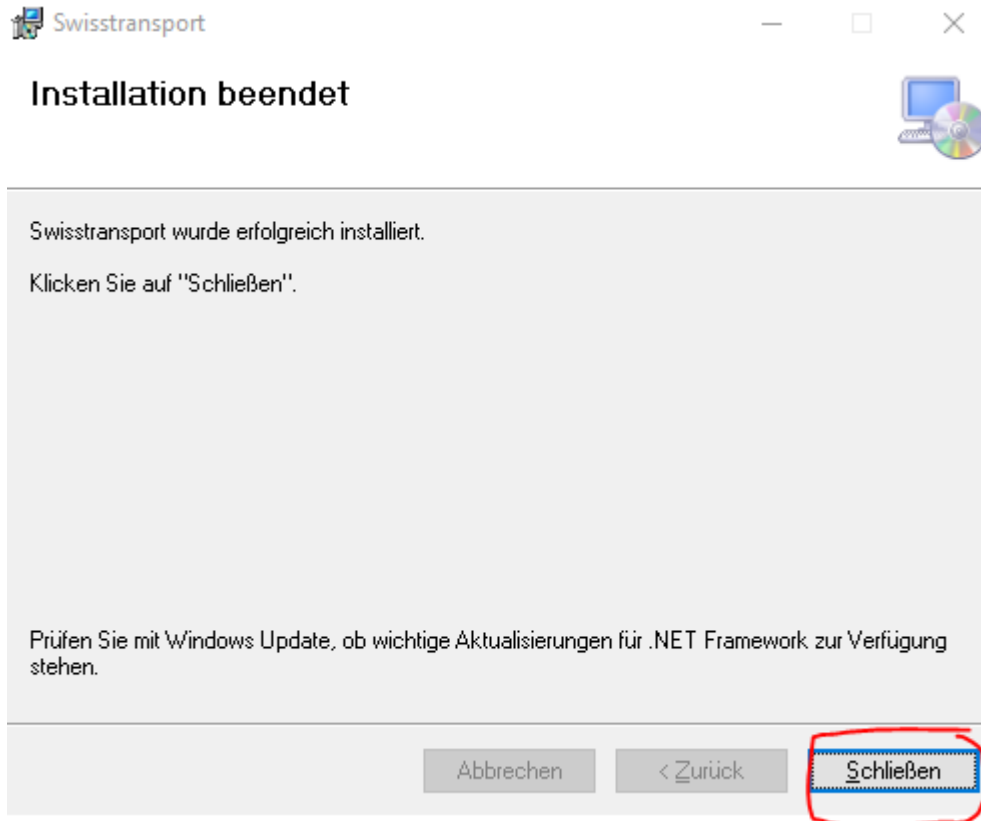 Swisstransport
Installation beendet
Swisstransport wurde erfolgreich installiert.
Klicken Sie auf "Schließen".
Prüfen Sie mit Windows Update, ob wichtige Aktualisierungen für .NET Framework zur Verfügung
stehen.
Abbrechen
< Zurück
Schließen